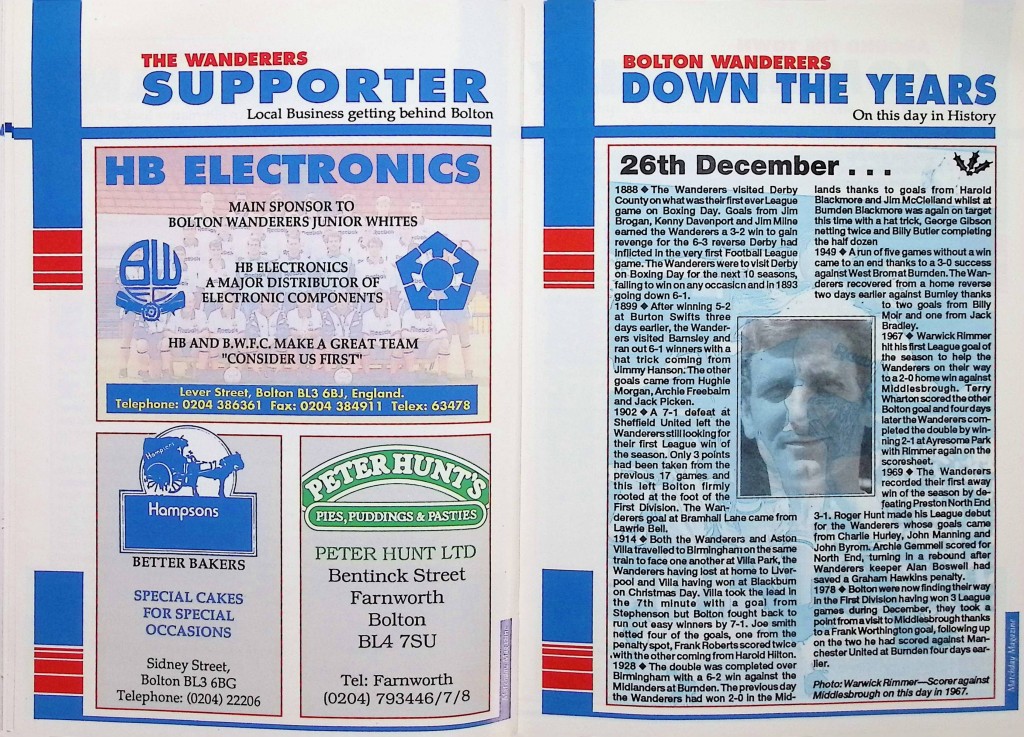 THE WANDERERS
SUPPORTER
Local Business getting behind Bolton
HB ELECTRONICS
MAIN SPONSOR TO
BOLTON WANDERERS JUNIOR WHITES
BW
FC
HB ELECTRONICS
A MAJOR DISTRIBUTOR OF
ELECTRONIC COMPONENTS
HB AND B.W.F.C. MAKE A GREAT TEAM
"CONSIDER US FIRST"
Lever Street, Bolton BL3 6BJ, England.
Telephone: 0204 386361 Fax: 0204 384911 Telex: 63478
Hampsons
Hampsons
BETTER BAKERS
SPECIAL CAKES
FOR SPECIAL
OCCASIONS
Sidney Street,
Bolton BL3 6BG
Telephone: (0204) 22206
PETER HUNT'S
PIES, PUDDINGS & PASTIES
PETER HUNT LTD
Bentinck Street
Farnworth
Bolton
BL4 7SU
Tel: Farnworth
(0204) 793446/7/8
Matchday Magazine
BOLTON WANDERERS
DOWN THE YEARS
On this day in History
26th December . . .
1888 ◆ The Wanderers visited Derby
County on what was their first ever League
game on Boxing Day. Goals from Jim
Brogan, Kenny Davenport and Jim Milne
earned the Wanderers a 3-2 win to gain
revenge for the 6-3 reverse Derby had
inflicted in the very first Football League
game. The Wanderers were to visit Derby
on Boxing Day for the next 10 seasons,
failing to win on any occasion and in 1893
going down 6-1.
1899 ◆ After winning 5-2
at Burton Swifts three
days earlier, the Wander-
ers visited Barnsley and
ran out 6-1 winners with a
hat trick coming from
Jimmy Hanson. The other
goals came from Hughie
Morgan, Archie Freebairn
and Jack Picken.
1902 ◆ A 7-1 defeat at
Sheffield United left the
Wanderers still looking for
their first League win of
the season. Only 3 points
had been taken from the
previous 17 games and
this left Bolton firmly
rooted at the foot of the
First Division. The Wan-
derers goal at Bramhall Lane came from
Lawrie Bell.
1914 ◆ Both the Wanderers and Aston
Villa travelled to Birmingham on the same
train to face one another at Villa Park, the
Wanderers having lost at home to Liver-
pool and Villa having won at Blackburn
on Christmas Day. Villa took the lead in
the 7th minute with a goal from
Stephenson but Bolton fought back to
run out easy winners by 7-1. Joe smith
netted four of the goals, one from the
penalty spot, Frank Roberts scored twice
with the other coming from Harold Hilton.
1928 ◆ The double was completed over
Birmingham with a 6-2 win against the
Midlanders at Burnden. The previous day
the Wanderers had won 2-0 in the Mid-
lands thanks to goals from Harold
Blackmore and Jim McClelland whilst at
Burnden Blackmore was again on target
this time with a hat trick, George Gibson
netting twice and Billy Butler completing
the half dozen
1949 ◆ A run of five games without a win
came to an end thanks to a 3-0 success
against West Brom at Burnden. The Wan-
derers recovered from a home reverse
two days earlier against Burnley thanks
to two goals from Billy
Moir and one from Jack
Bradley.
1967 ◆ Warwick Rimmer
hit his first League goal of
the season to help the
Wanderers on their way
to a 2-0 home win against
Middlesbrough. Terry
Wharton scored the other
Bolton goal and four days
later the Wanderers com-
pleted the double by win-
ning 2-1 at Ayresome Park
with Rimmer again on the
scoresheet.
1969 ◆ The Wanderers
recorded their first away
win of the season by de-
feating Preston North End
3-1. Roger Hunt made his League debut
for the Wanderers whose goals came
from Charlie Hurley, John Manning and
John Byrom. Archie Gemmell scored for
North End, turning in a rebound after
Wanderers keeper Alan Boswell had
saved a Graham Hawkins penalty.
1978 ◆ Bolton were now finding their way
in the First Division having won 3 League
games during December, they took a
point from a visit to Middlesbrough thanks
to a Frank Worthington goal, following up
on the two he had scored against Man-
chester United at Burnden four days ear-
lier.
Photo: Warwick Rimmer—Scorer against
Middlesbrough on this day in 1967.
Matchday Magazine